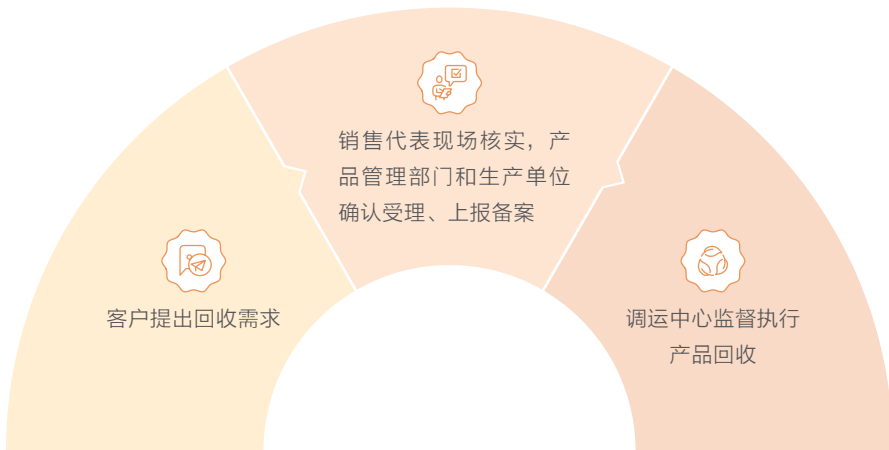 客户提出回收需求
销售代表现场核实，产
品管理部门和生产单位
确认受理、上报备案
调运中心监督执行
产品回收